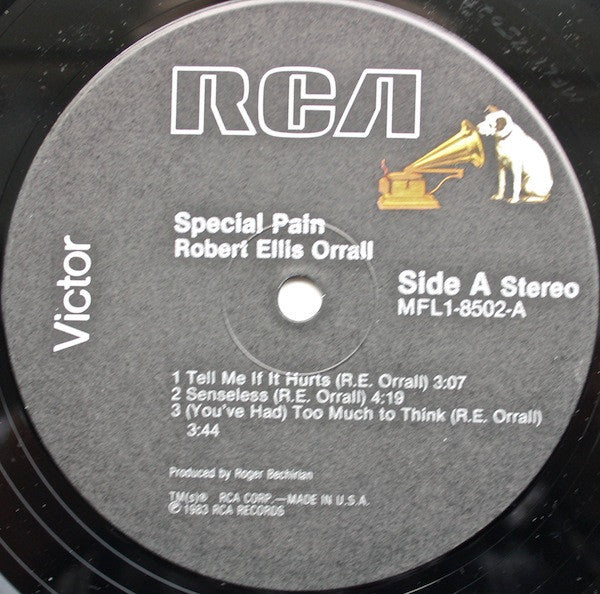 RCA
Special Pain
Robert Ellis Orrall
Victor
Side A Stereo
MFL1-8502-A
1 Tell Me If It Hurts (R.E. Orrall) 3:07
2 Senseless (R.E. Orrall) 4:19
3 (You've Had) Too Much to Think (R.E. Orrall)
3:44
Produced by Roger Bechirian
TM(s)® RCA CORP.—MADE IN U.S.A.
Ⓟ 1983 RCA RECORDS